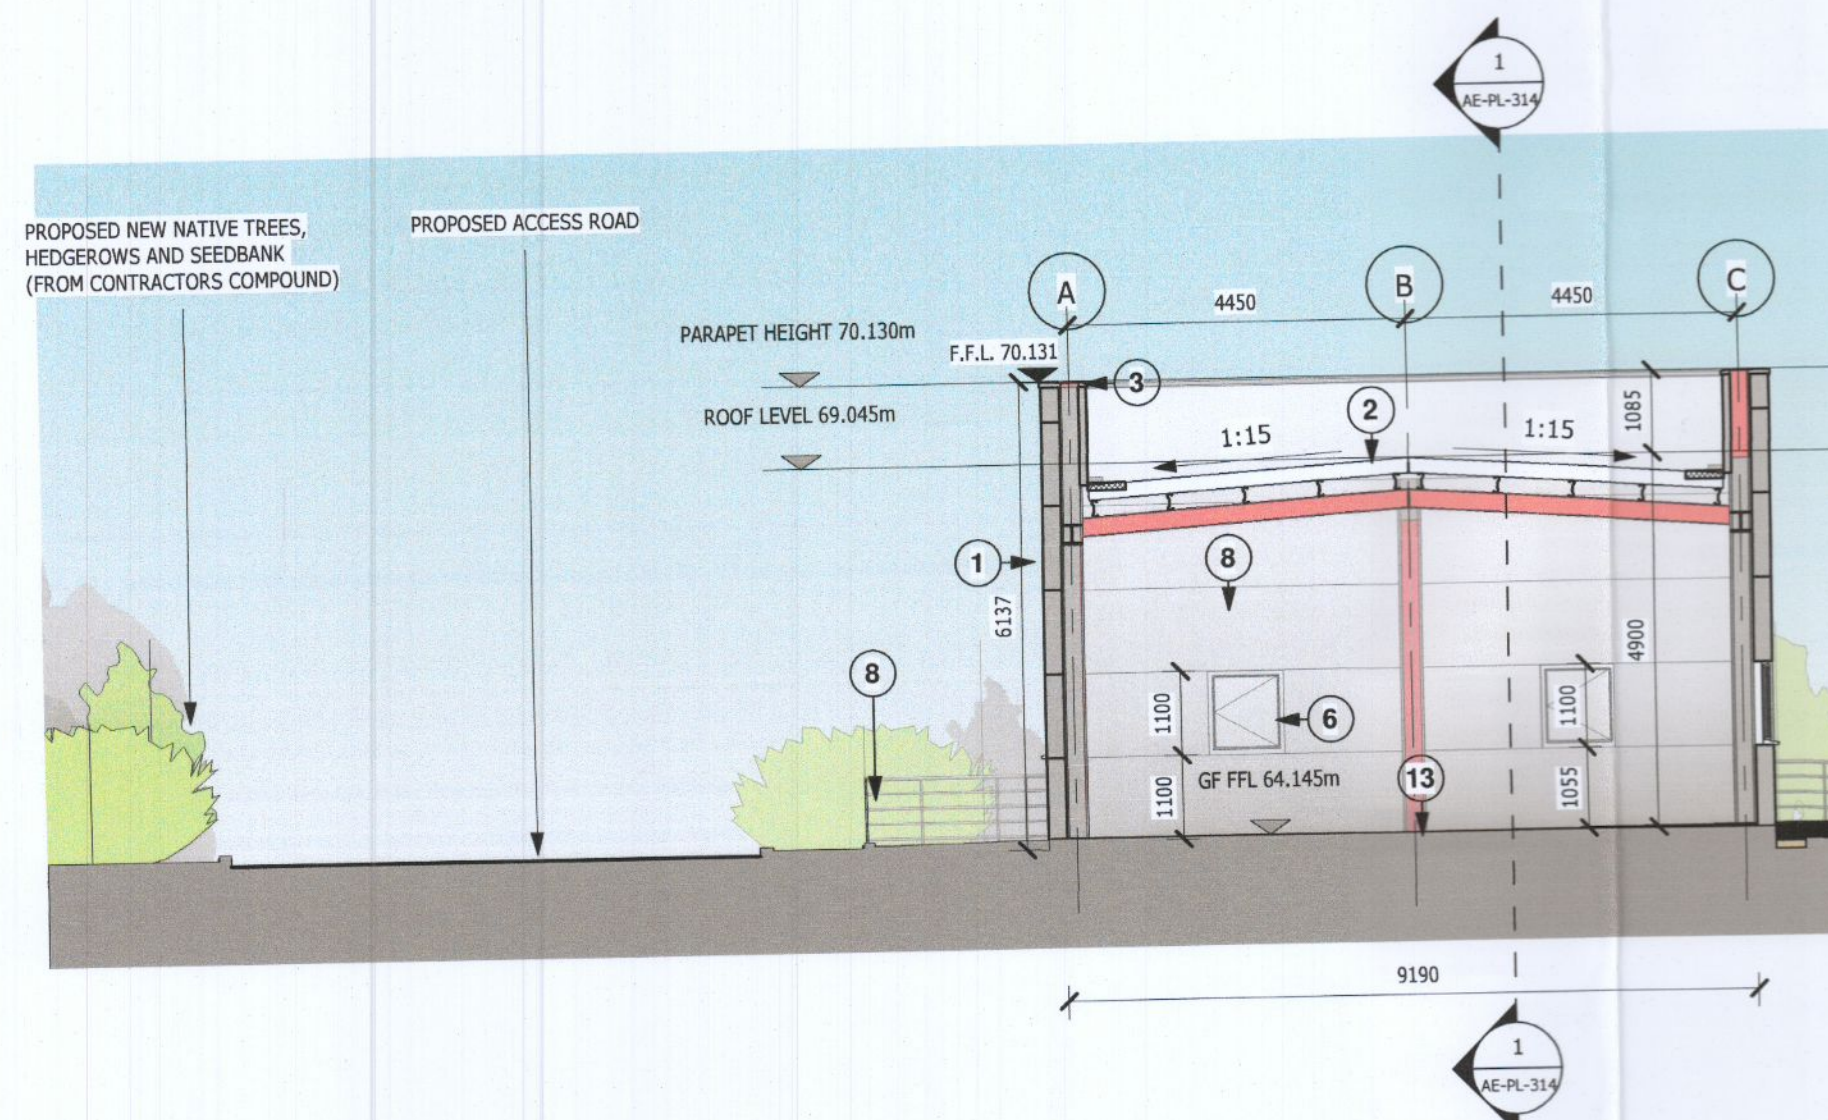 1
AE-PL-314
PROPOSED NEW NATIVE TREES,
HEDGEROWS AND SEEDBANK
(FROM CONTRACTORS COMPOUND)
PROPOSED ACCESS ROAD
A
B
C
4450
4450
PARAPET HEIGHT 70.130m
F.F.L. 70.131
3
ROOF LEVEL 69.045m
2
1:15
1:15
1085
1
8
6137
4900
8
1100
6
1100
GF FFL 64.145m
13
1100
1055
9190
1
AE-PL-314